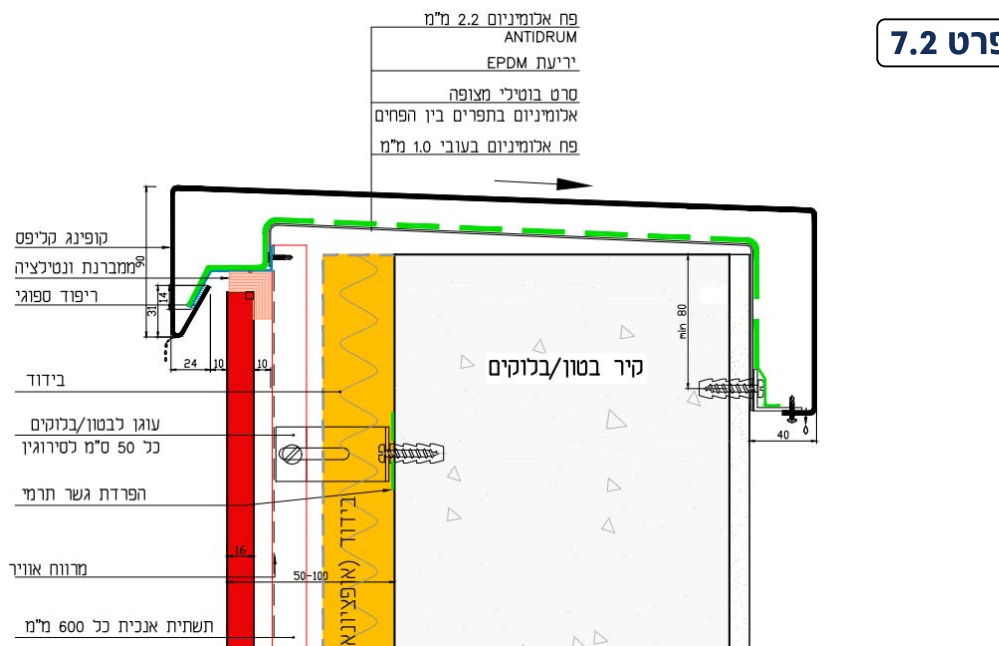 פרט 7.2
פח אלומיניום 2.2 מ"מ
ANTIDRUM
יריעת EPDM
סרט בוטילי מצופה
אלומיניום בתפרים בין הפחים
פח אלומיניום בעובי 1.0 מ"מ
קופינג קליפס
ממברנת ונטילציה
ריפוד ספוגי
90
14
31
24
10
10
min 80
קיר בטון/בלוקים
40
בידוד
עוגן לבטון/בלוקים
כל 50 ס"מ לסירוגין
הפרדת גשר תרמי
16
מרווח אוויר
50-100
תשתית אנכית כל 600 מ"מ
בידוד